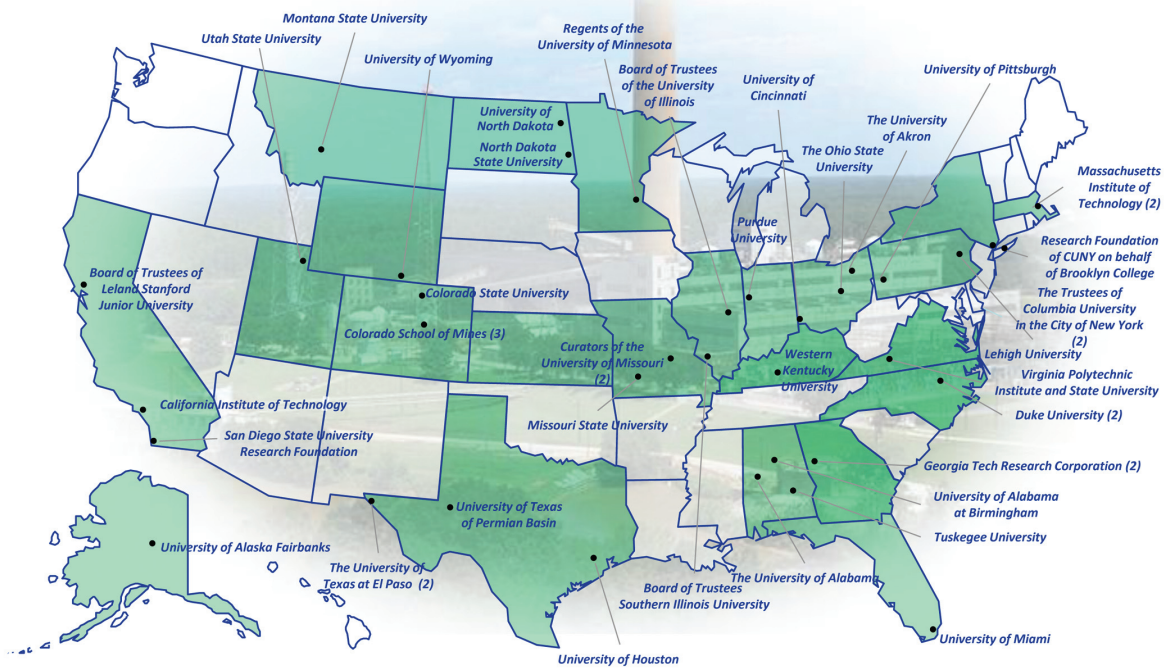 Montana State University
Utah State University
University of Wyoming
Regents of the
University of Minnesota
Board of Trustees
of the University
of Illinois
University of
Cincinnati
University of Pittsburgh
The University
of Akron
The Ohio State
University
University of
North Dakota
North Dakota
State University
Massachusetts
Institute of
Technology (2)
Purdue
University
Research Foundation
of CUNY on behalf
of Brooklyn College
Board of Trustees of
Leland Stanford
Junior University
Colorado State University
The Trustees of
Columbia University
in the City of New York
(2)
Colorado School of Mines (3)
Curators of the
University of Missouri
(2)
Western
Kentucky
University
Lehigh University
Virginia Polytechnic
Institute and State University
California Institute of Technology
Duke University (2)
Missouri State University
San Diego State University
Research Foundation
Georgia Tech Research Corporation (2)
University of Alabama
at Birmingham
University of Texas
of Permian Basin
Tuskegee University
University of Alaska Fairbanks
The University of
Texas at El Paso (2)
The University of Alabama
Board of Trustees
Southern Illinois University
University of Miami
University of Houston